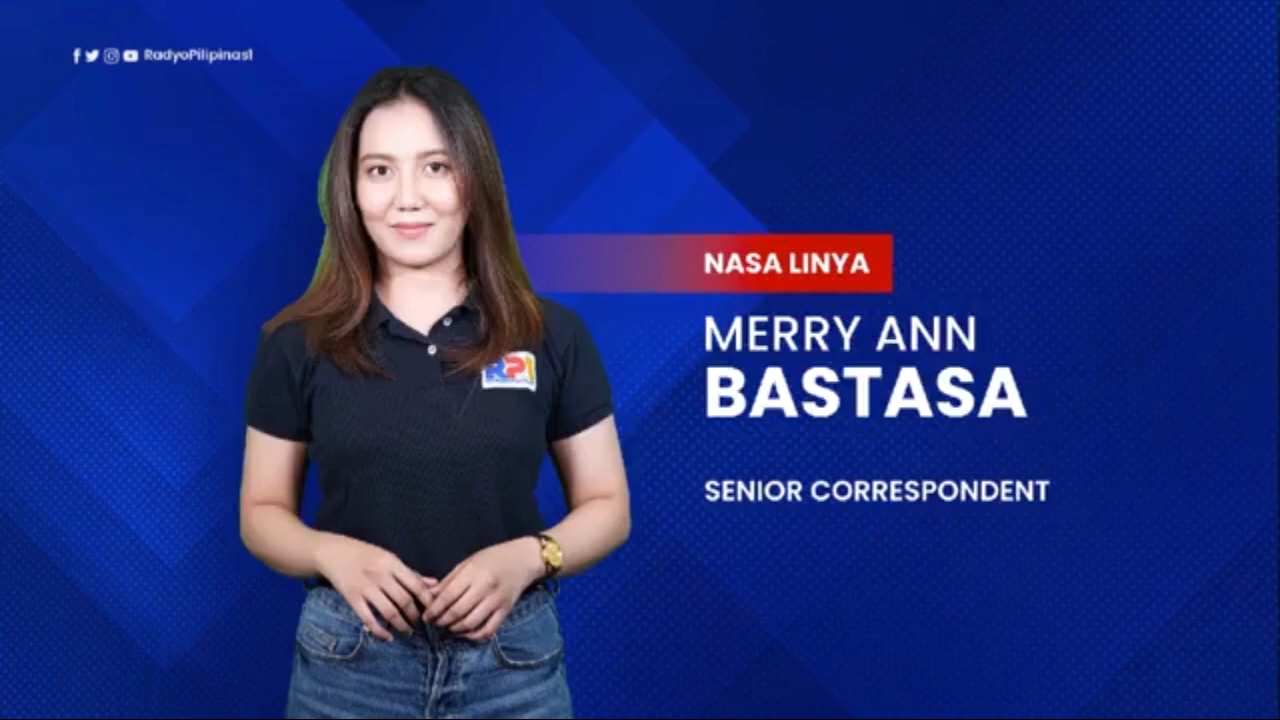 RadyoPilipinas1
NASA LINYA
MERRY ANN
BASTASA
SENIOR CORRESPONDENT
RP1